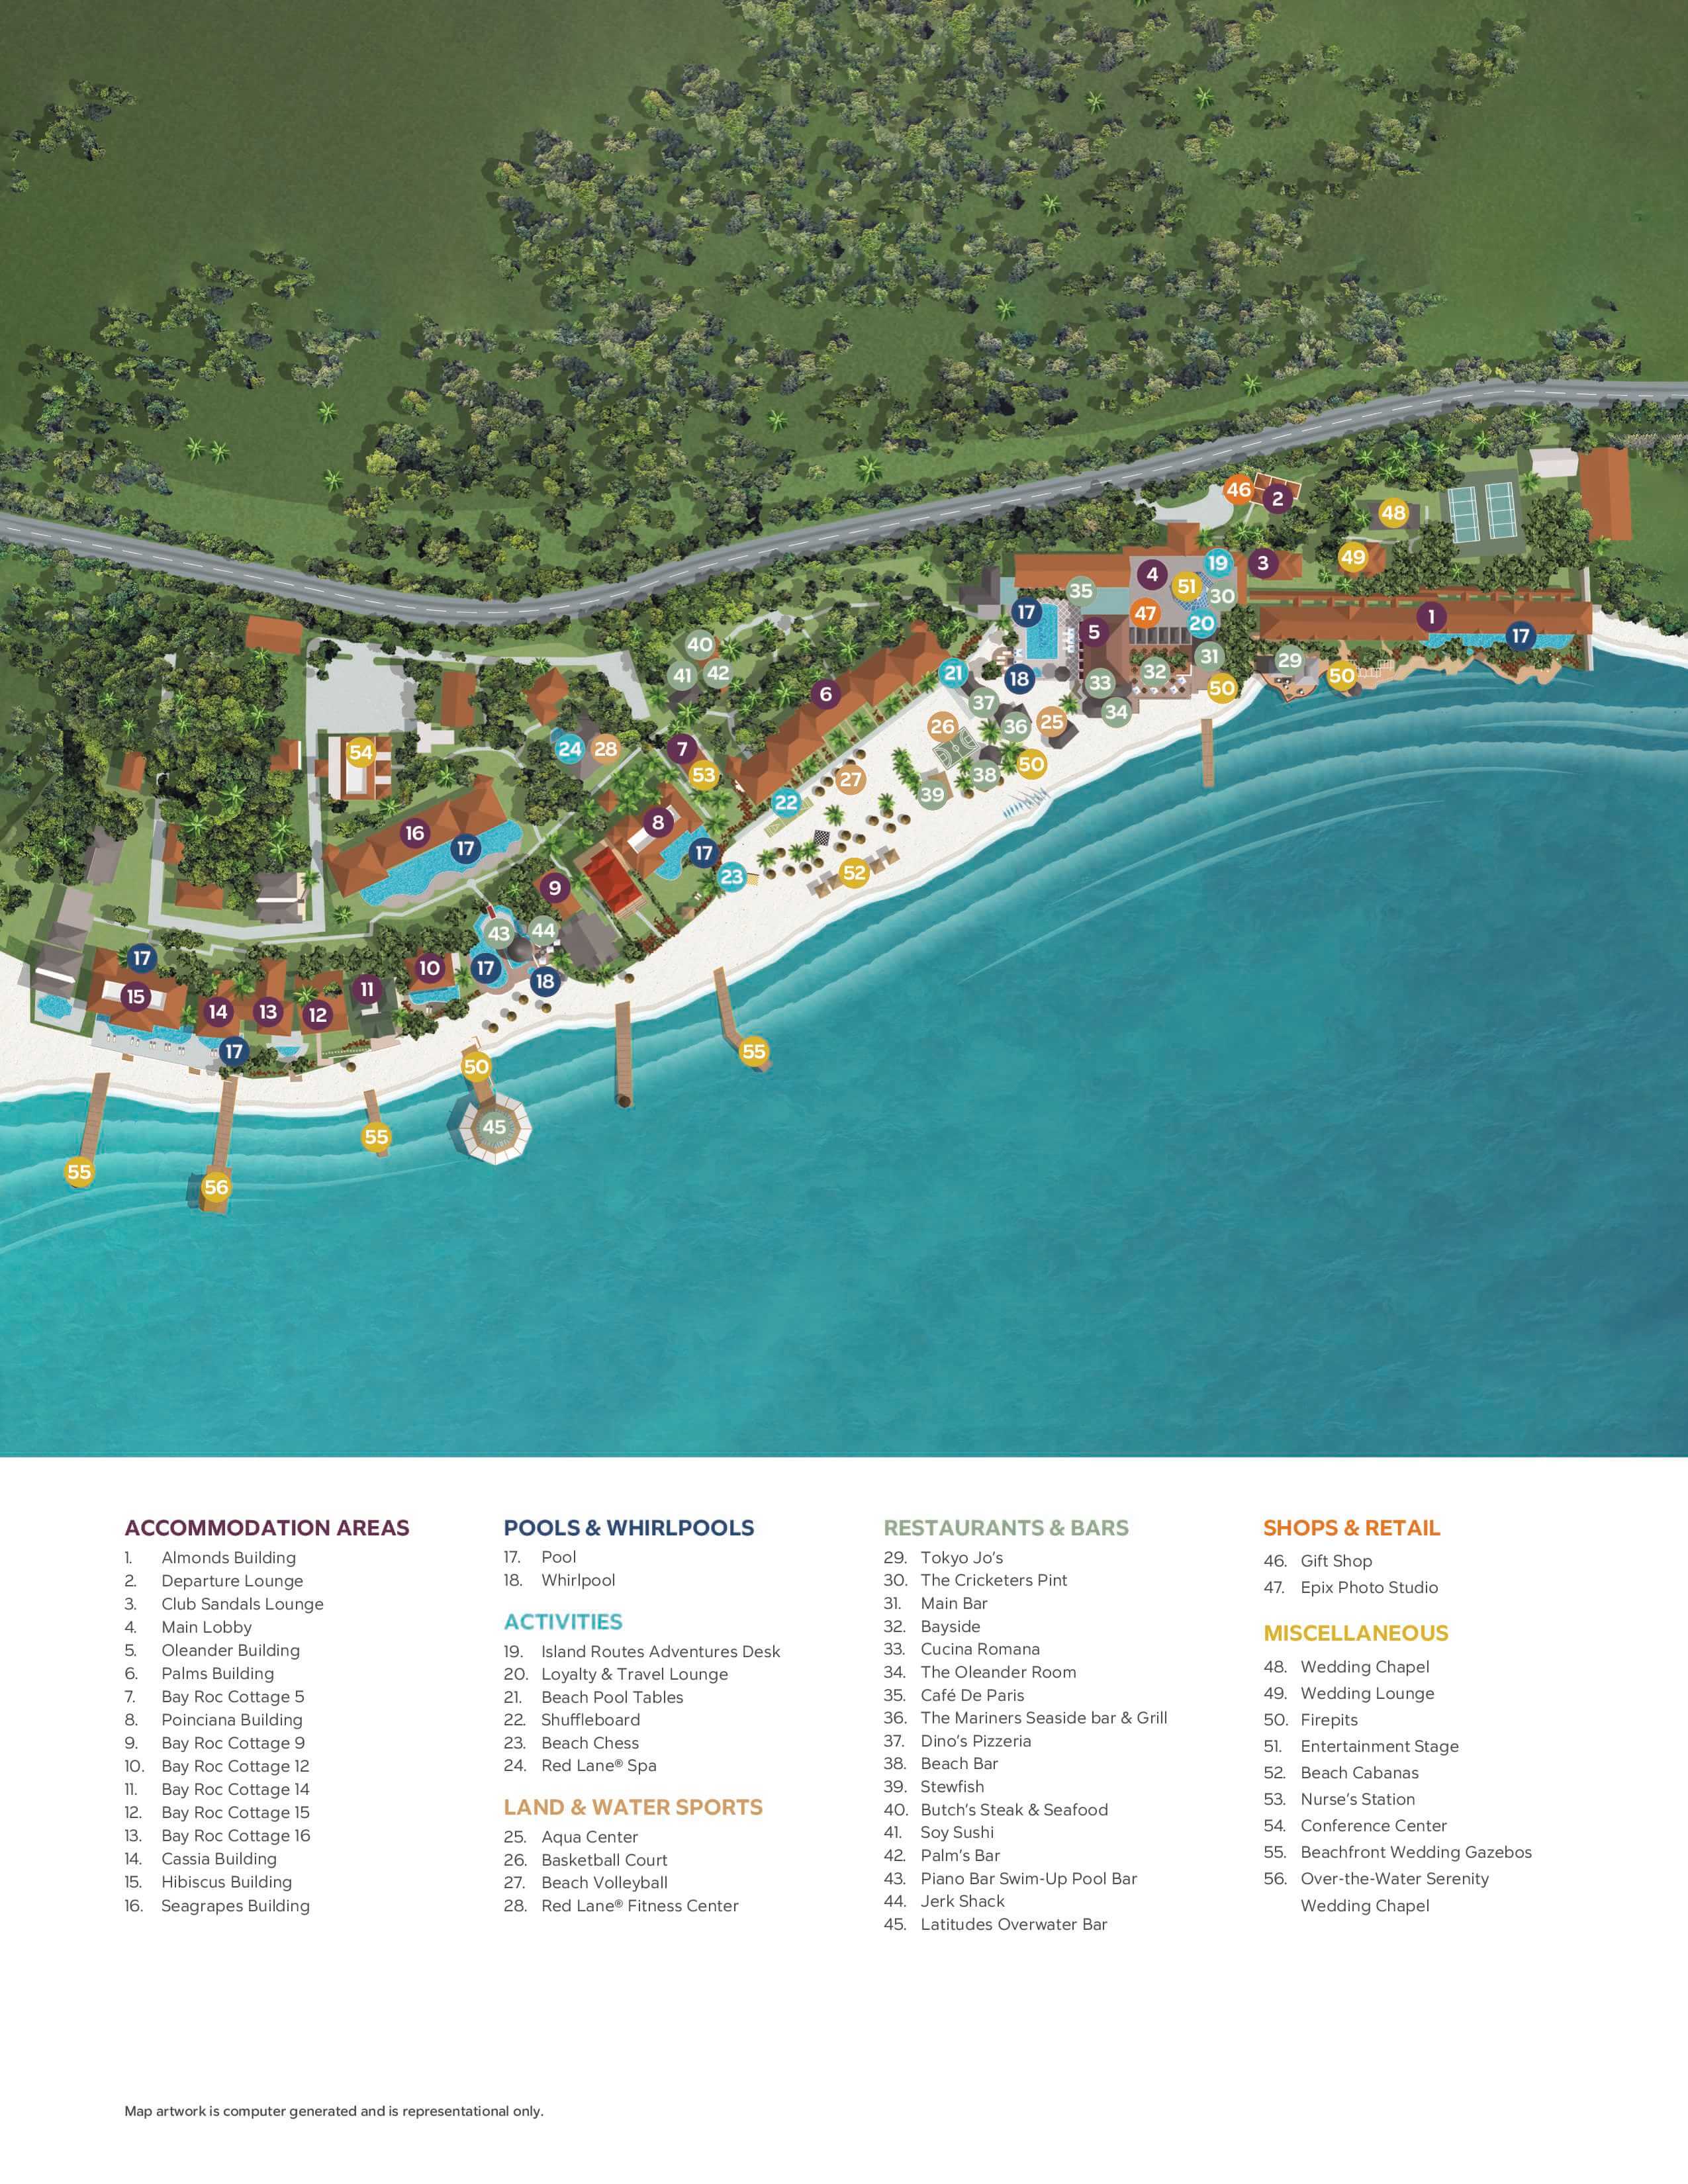 46
2
48
49
19
3
4
51
30
35
17
47
20
5
1
17
40
31
29
41
42
21
18
32
50
50
33
6
37
34
26
36
25
24
28
7
54
53
27
38
50
39
22
16
8
17
17
23
52
9
43
44
17
10
17
18
11
15
14
13
12
17
55
50
45
55
55
56
ACCOMMODATION AREAS
1. Almonds Building
2. Departure Lounge
3. Club Sandals Lounge
4. Main Lobby
5. Oleander Building
6. Palms Building
7. Bay Roc Cottage 5
8. Poinciana Building
9. Bay Roc Cottage 9
10. Bay Roc Cottage 12
11. Bay Roc Cottage 14
12. Bay Roc Cottage 15
13. Bay Roc Cottage 16
14. Cassia Building
15. Hibiscus Building
16. Seagrapes Building
POOLS & WHIRLPOOLS
17. Pool
18. Whirlpool
ACTIVITIES
19. Island Routes Adventures Desk
20. Loyalty & Travel Lounge
21. Beach Pool Tables
22. Shuffleboard
23. Beach Chess
24. Red Lane® Spa
LAND & WATER SPORTS
25. Aqua Center
26. Basketball Court
27. Beach Volleyball
28. Red Lane® Fitness Center
RESTAURANTS & BARS
29. Tokyo Jo's
30. The Cricketers Pint
31. Main Bar
32. Bayside
33. Cucina Romana
34. The Oleander Room
35. Café De Paris
36. The Mariners Seaside bar & Grill
37. Dino's Pizzeria
38. Beach Bar
39. Stewfish
40. Butch's Steak & Seafood
41. Soy Sushi
42. Palm's Bar
43. Piano Bar Swim-Up Pool Bar
44. Jerk Shack
45. Latitudes Overwater Bar
SHOPS & RETAIL
46. Gift Shop
47. Epix Photo Studio
MISCELLANEOUS
48. Wedding Chapel
49. Wedding Lounge
50. Firepits
51. Entertainment Stage
52. Beach Cabanas
53. Nurse's Station
54. Conference Center
55. Beachfront Wedding Gazebos
56. Over-the-Water Serenity
Wedding Chapel
Map artwork is computer generated and is representational only.